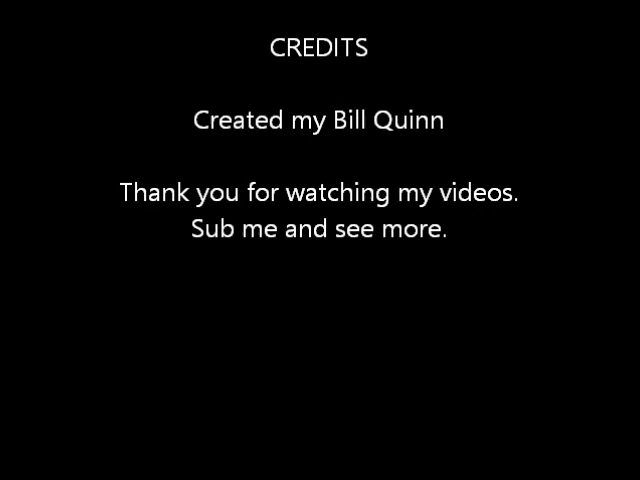 CREDITS
Created my Bill Quinn
Thank you for watching my videos.
Sub me and see more.